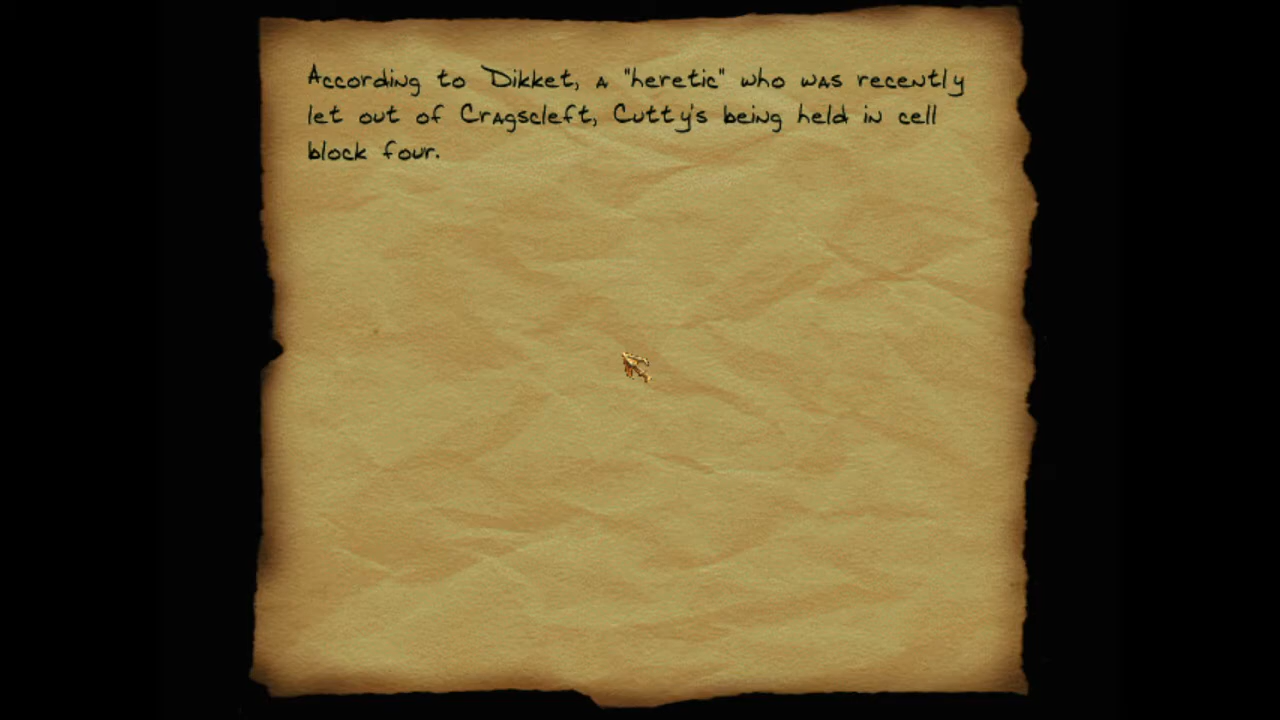 According to Dikket, a "heretic" who was recently
let out of Cragscleft, Cutty's being held in cell
block four.